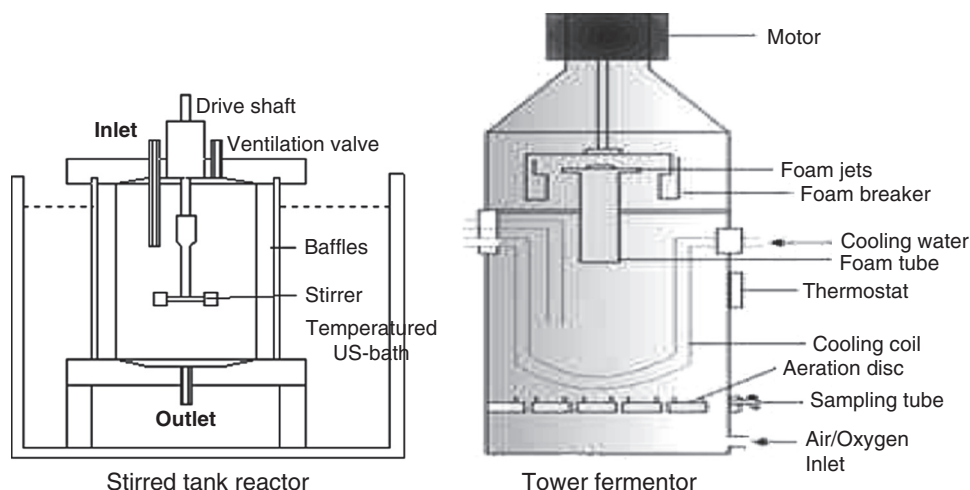 Drive shaft
Inlet
Ventilation valve
Baffles
Stirrer
Temperatured
US-bath
Outlet
Stirred tank reactor
Motor
Foam jets
Foam breaker
Cooling water
Foam tube
Thermostat
Cooling coil
Aeration disc
Sampling tube
Air/Oxygen
Inlet
Tower fermentor